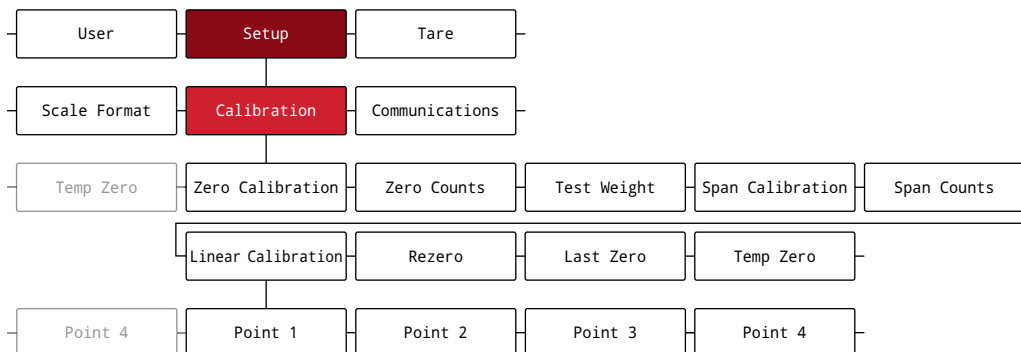 User Setup Tare
Scale Format Calibration Communications
Temp Zero Zero Calibration Zero Counts Test Weight Span Calibration Span Counts
Linear Calibration Rezero Last Zero Temp Zero
Point 4 Point 1 Point 2 Point 3 Point 4